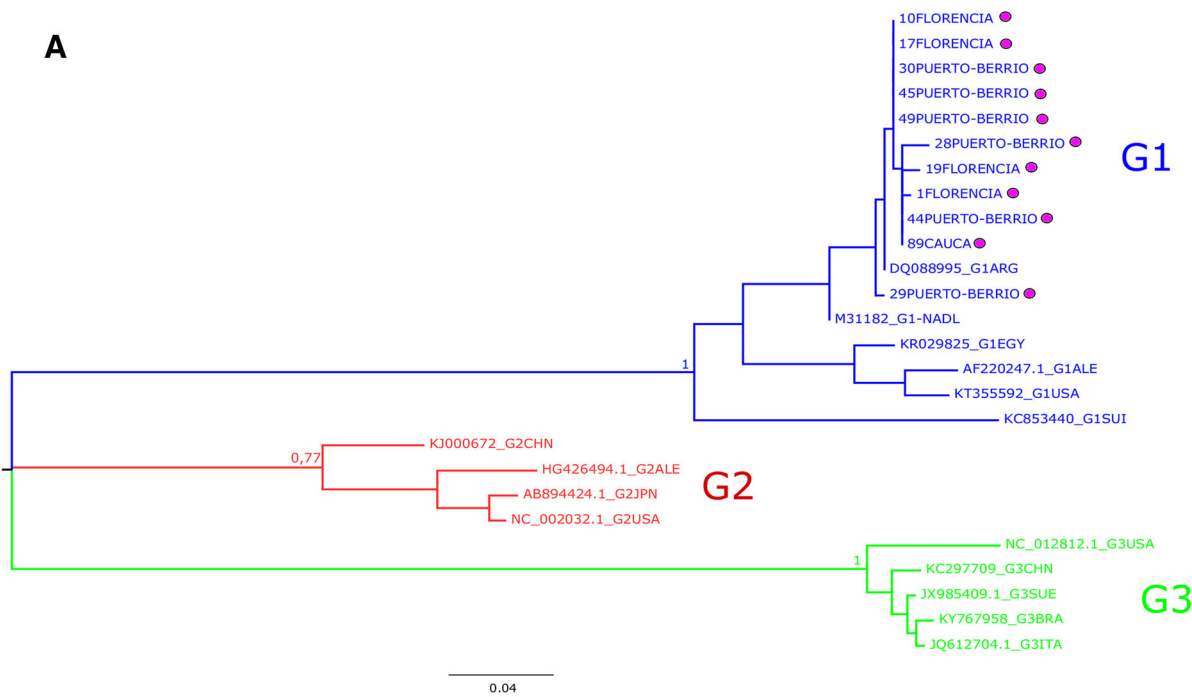 A
10FLORENCIA
17FLORENCIA
30PUERTO-BERRIO
45PUERTO-BERRIO
49PUERTO-BERRIO
28PUERTO-BERRIO
G1
19FLORENCIA
1FLORENCIA
44PUERTO-BERRIO
89CAUCA
DQ088995_G1ARG
29PUERTO-BERRIO
M31182_G1-NADL
KR029825_G1EGY
1
AF220247.1_G1ALE
KT355592_G1USA
KC853440_G1SUI
KJ000672_G2CHN
0,77
HG426494.1_G2ALE
G2
AB894424.1_G2JPN
NC_002032.1_G2USA
NC_012812.1_G3USA
1
KC297709_G3CHN
JX985409.1_G3SUE
G3
KY767958_G3BRA
JQ612704.1_G3ITA
0.04